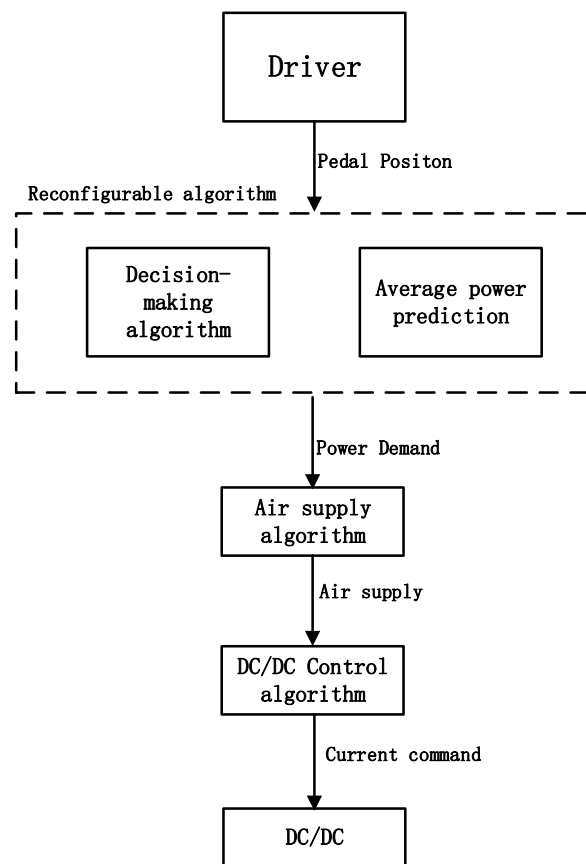 Driver
Pedal Positon
Reconfigurable algorithm
Decision-
making
algorithm
Average power
prediction
Power Demand
Air supply
algorithm
Air supply
DC/DC Control
algorithm
Current command
DC/DC